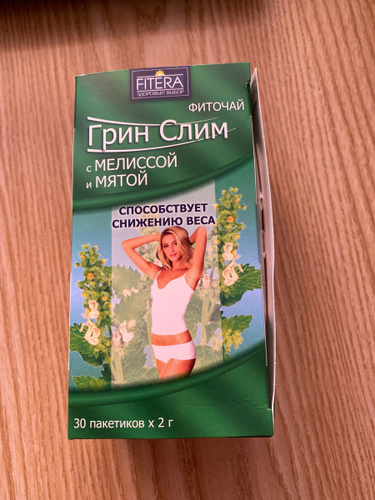 FITERA
ЗДОРОВЫЙ ВЫБОР
ФИТОЧАЙ
Грин Слим
с МЕЛИССОЙ
и МЯТОЙ
СПОСОБСТВУЕТ
СНИЖЕНИЮ ВЕСА
30 пакетиков х 2 г